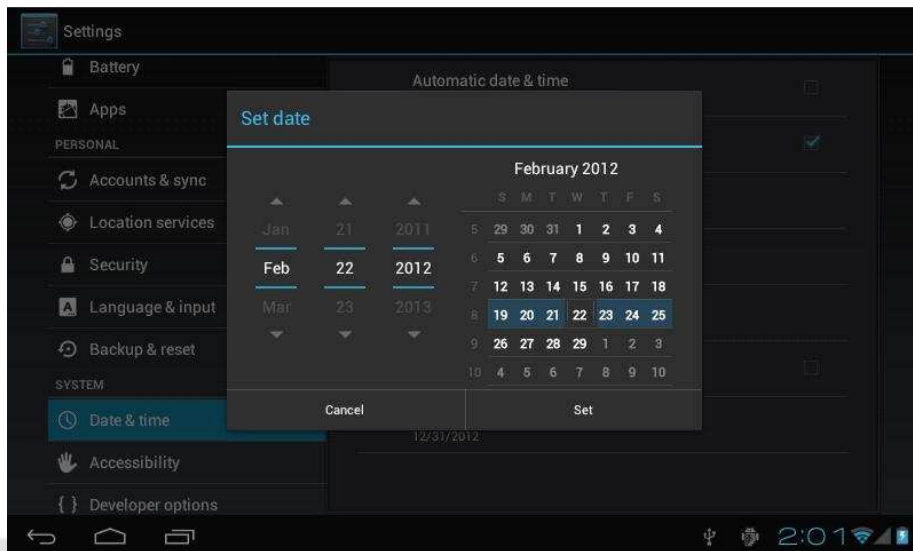 Settings
Battery
Apps
PERSONAL
Accounts & sync
Location services
Security
Language & input
Backup & reset
SYSTEM
Date & time
Accessibility
{ } Developer options
Automatic date & time
Set date
Jan 21 2011
Feb 22 2012
Mar 23 2013
February 2012
S M T W T F S
5 29 30 31 1 2 3 4
6 5 6 7 8 9 10 11
7 12 13 14 15 16 17 18
8 19 20 21 22 23 24 25
9 26 27 28 29 1 2 3
10 4 5 6 7 8 9 10
Cancel Set
12/31/2012
2:01